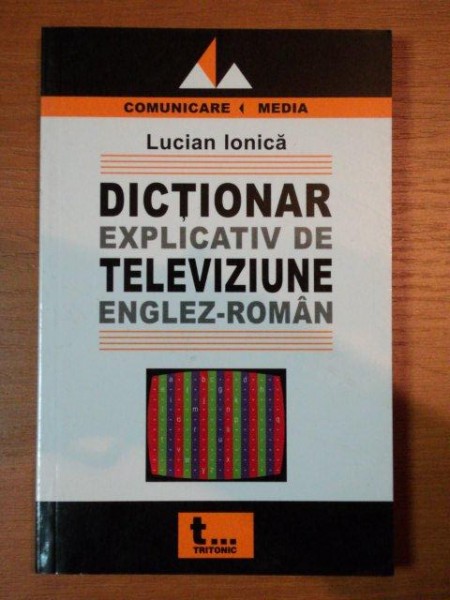 COMUNICARE MEDIA
Lucian Ionică
DICȚIONAR
EXPLICATIV DE
TELEVIZIUNE
ENGLEZ-ROMÂN
t...
TRITONIC